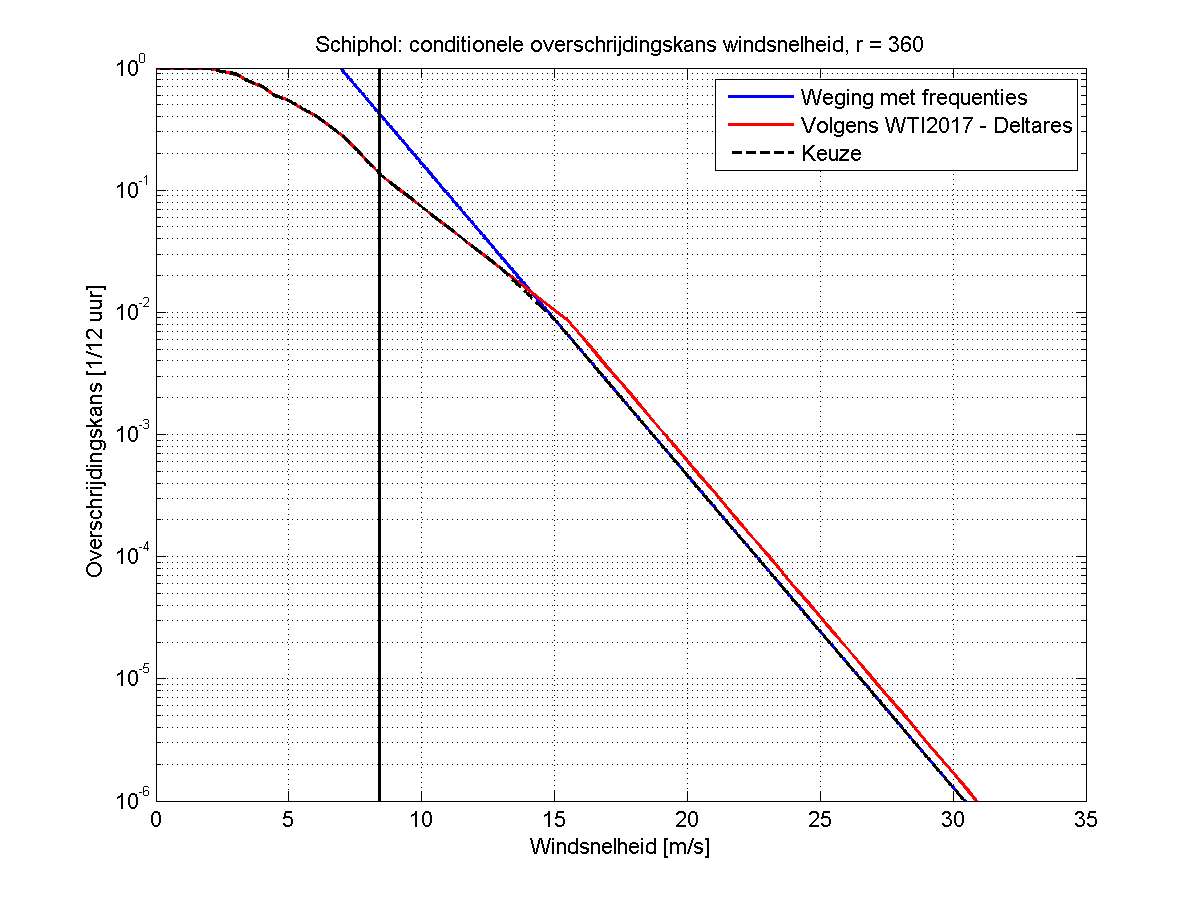 Schiphol: conditionele overschrijdingskans windsnelheid, r = 360
Weging met frequenties
Volgens WTI2017 - Deltares
Keuze
Overschrijdingskans [1/12 uur]
10^0
10^-1
10^-2
10^-3
10^-4
10^-5
10^-6
0 5 10 15 20 25 30 35
Windsnelheid [m/s]